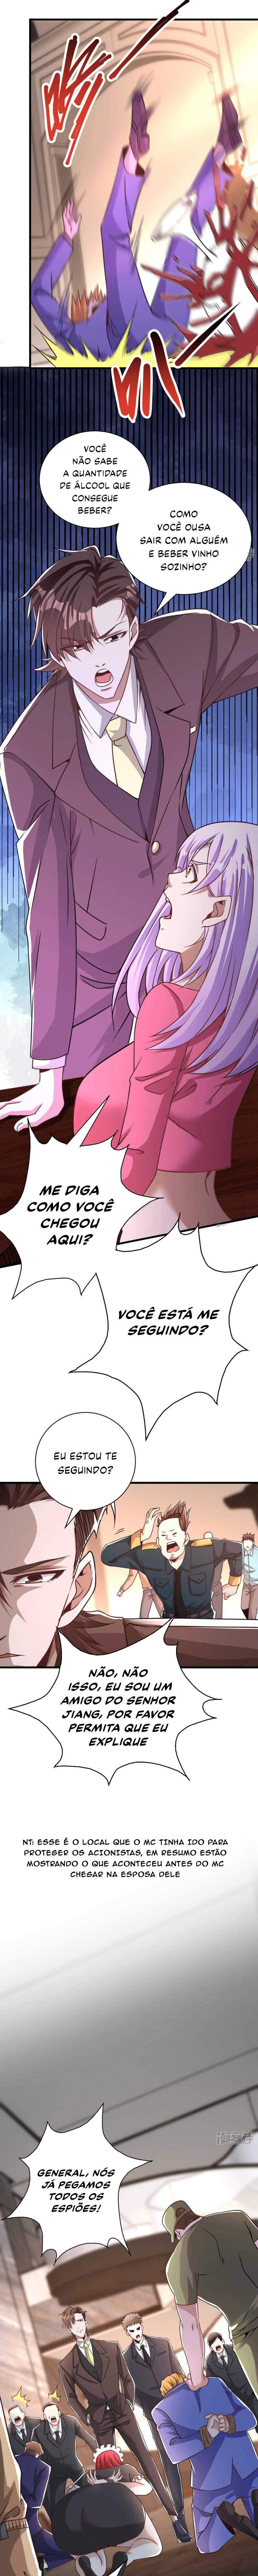 VOCÊ
NÃO SABE
A QUANTIDADE
DE ÁLCOOL QUE
CONSEGUE
BEBER?
COMO
VOCÊ OUSA
SAIR COM ALGUÉM
E BEBER VINHO
SOZINHO?
ME DIGA
COMO VOCÊ
CHEGOU
AQUI?
VOCÊ ESTÁ ME
SEGUINDO?
EU ESTOU TE
SEGUINDO?
NÃO, NÃO
ISSO, EU SOU UM
AMIGO DO SENHOR
JIANG, POR FAVOR
PERMITA QUE EU
EXPLIQUE
NT: ESSE É O LOCAL QUE O MC TINHA IDO PARA
PROTEGER OS ACIONISTAS, EM RESUMO ESTÃO
MOSTRANDO O QUE ACONTECEU ANTES DO MC
CHEGAR NA ESPOSA DELE
GENERAL, NÓS
JÁ PEGAMOS
TODOS OS
ESPIÕES!